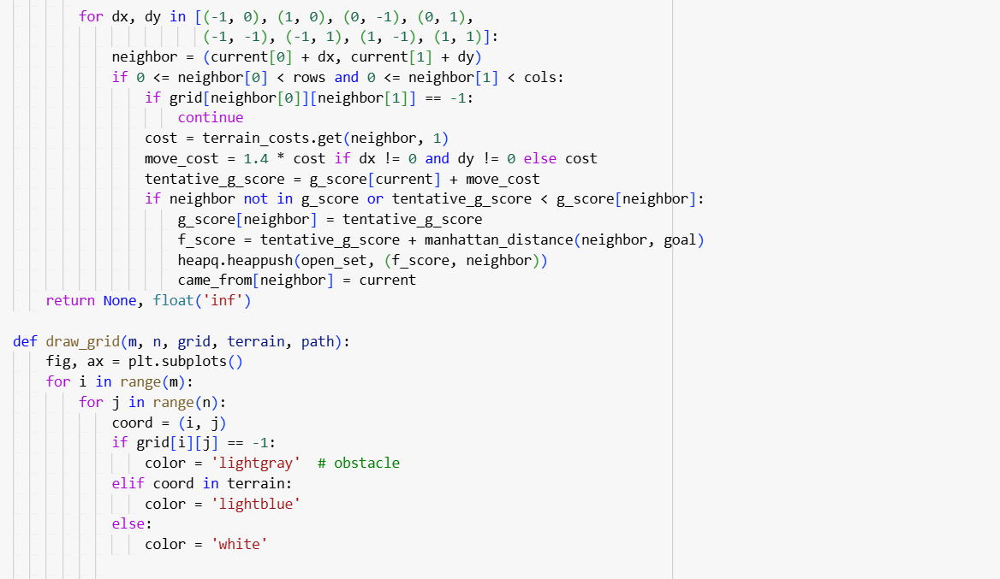 for dx, dy in [(-1, 0), (1, 0), (0, -1), (0, 1),
(-1, -1), (-1, 1), (1, -1), (1, 1)]:
neighbor = (current[0] + dx, current[1] + dy)
if 0 <= neighbor[0] < rows and 0 <= neighbor[1] < cols:
if grid[neighbor[0]][neighbor[1]] == -1:
continue
cost = terrain_costs.get(neighbor, 1)
move_cost = 1.4 * cost if dx != 0 and dy != 0 else cost
tentative_g_score = g_score[current] + move_cost
if neighbor not in g_score or tentative_g_score < g_score[neighbor]:
g_score[neighbor] = tentative_g_score
f_score = tentative_g_score + manhattan_distance(neighbor, goal)
heapq.heappush(open_set, (f_score, neighbor))
came_from[neighbor] = current
return None, float('inf')
def draw_grid(m, n, grid, terrain, path):
fig, ax = plt.subplots()
for i in range(m):
for j in range(n):
coord = (i, j)
if grid[i][j] == -1:
color = 'lightgray'  # obstacle
elif coord in terrain:
color = 'lightblue'
else:
color = 'white'